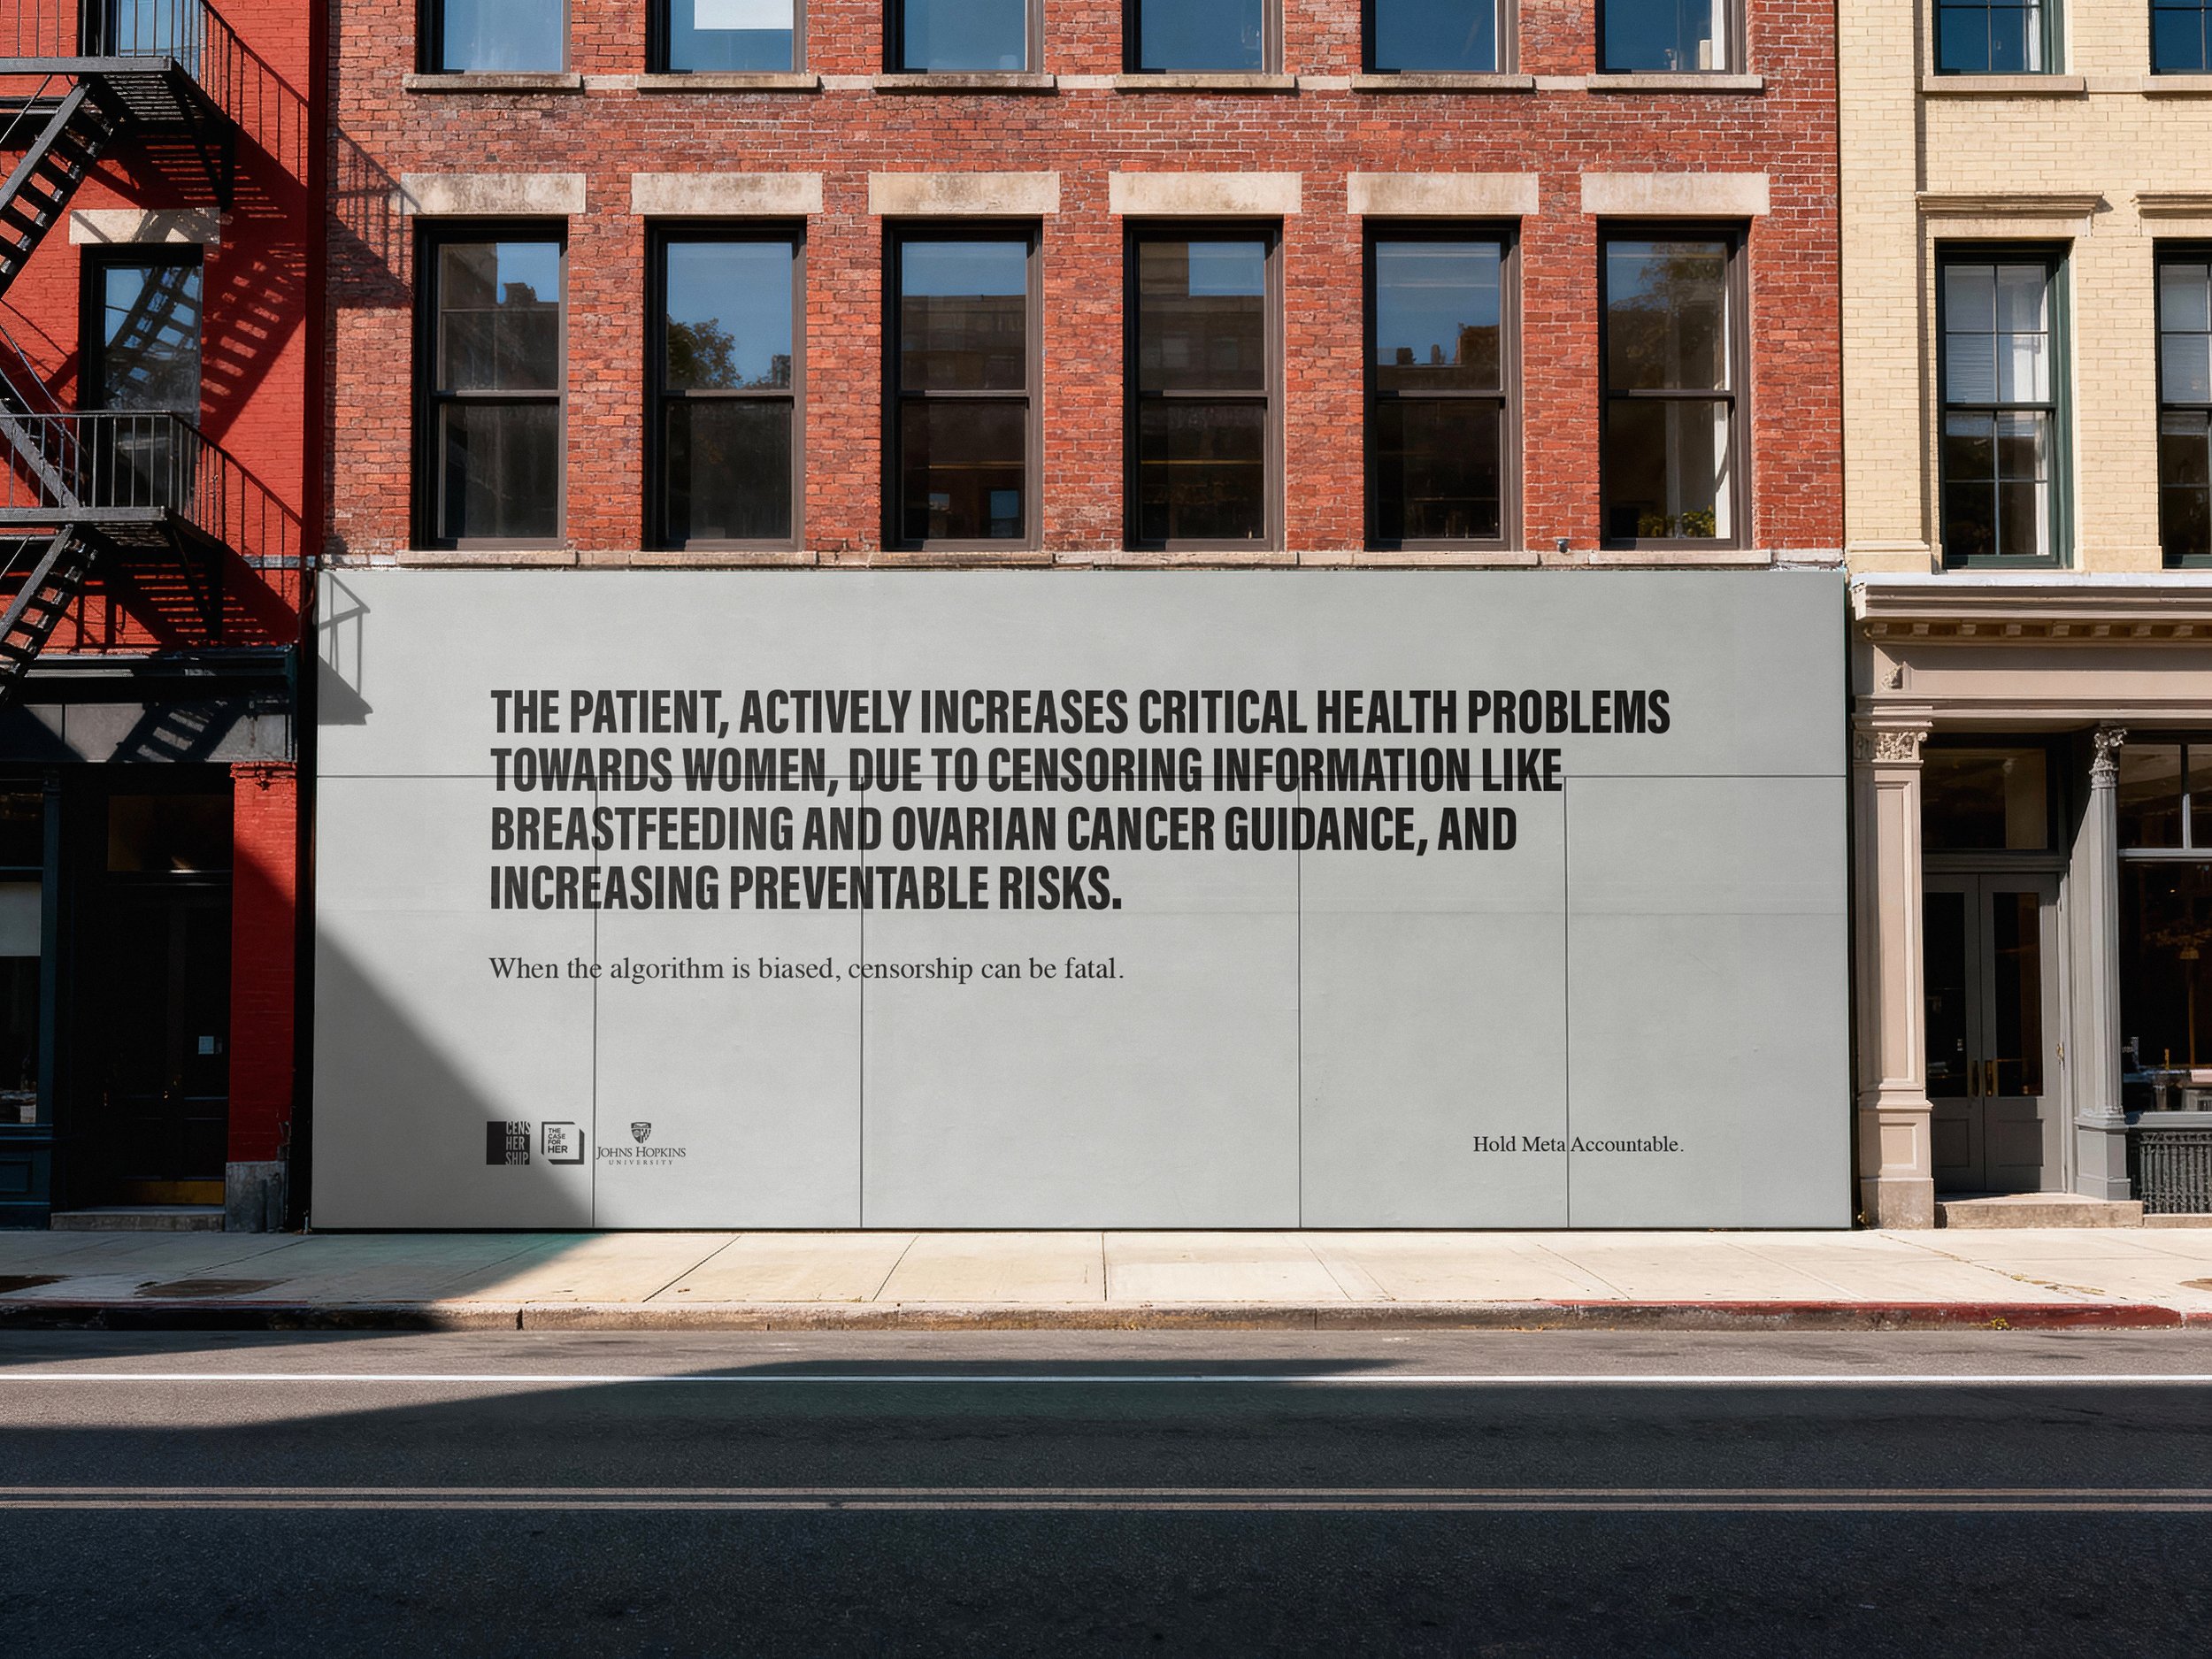 THE PATIENT, ACTIVELY INCREASES CRITICAL HEALTH PROBLEMS
TOWARDS WOMEN, DUE TO CENSORING INFORMATION LIKE
BREASTFEEDING AND OVARIAN CANCER GUIDANCE, AND
INCREASING PREVENTABLE RISKS.
When the algorithm is biased, censorship can be fatal.
CENS
HER
SHIP
THE
CASE
FOR
HER
JOHNS HOPKINS
UNIVERSITY
Hold Meta Accountable.